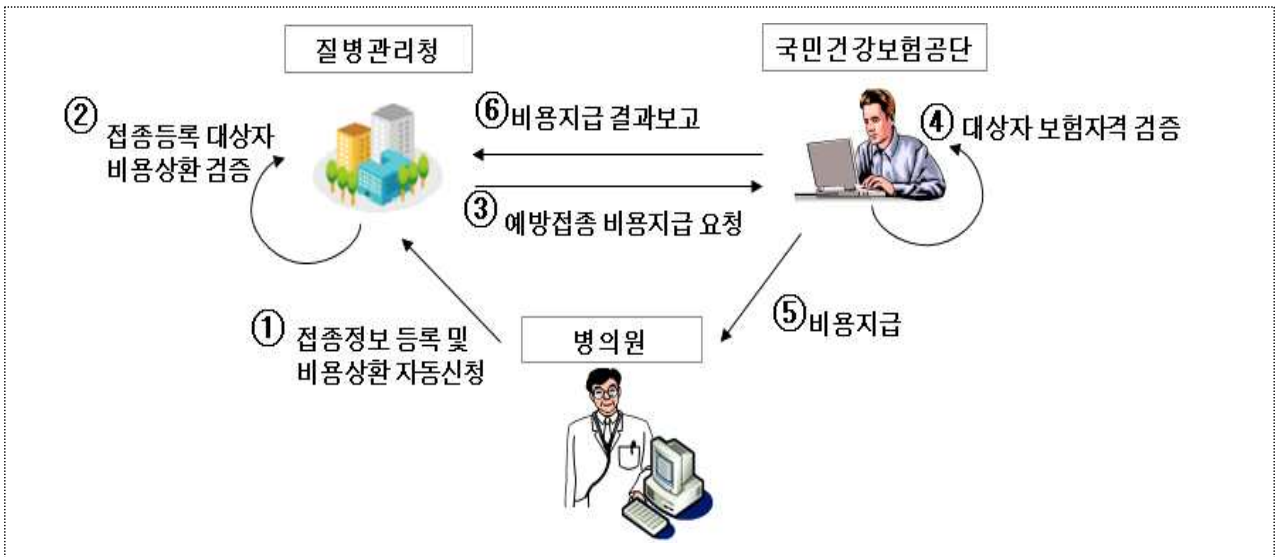 질병관리청
국민건강보험공단
② 접종등록 대상자
비용상환 검증
⑥비용지급 결과보고
④ 대상자 보험자격 검증
③ 예방접종 비용지급 요청
① 접종정보 등록 및
비용상환 자동신청
병의원
⑤비용지급